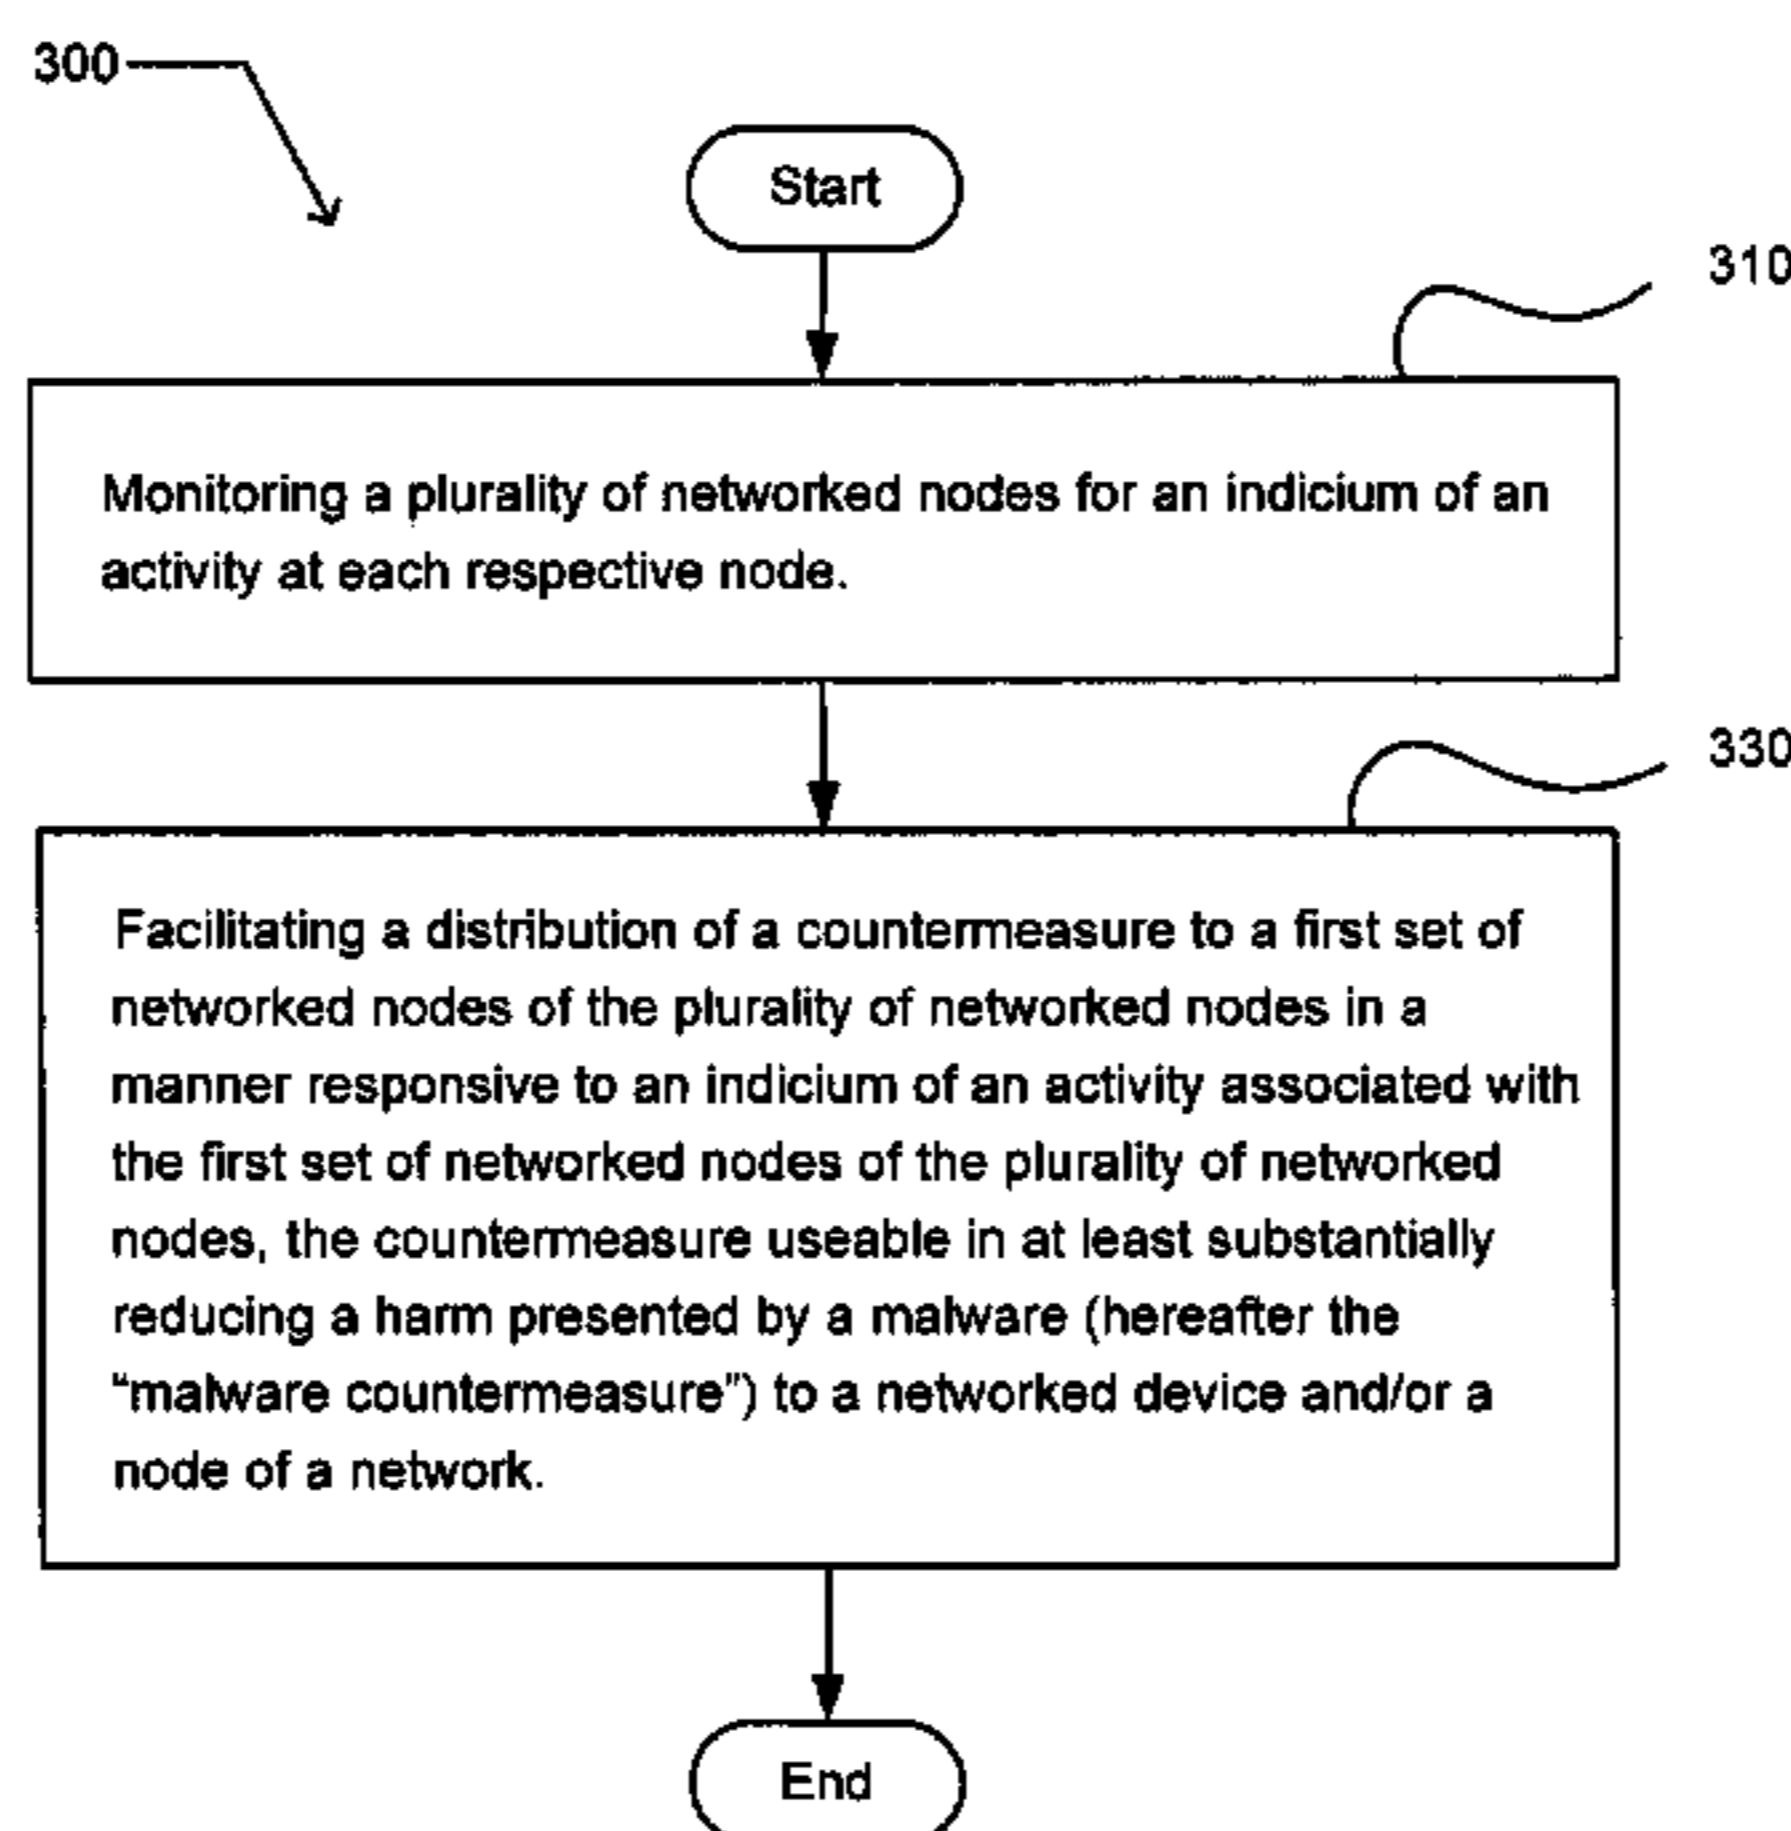 300
Start
310
Monitoring a plurality of networked nodes for an indicium of an
activity at each respective node.
330
Facilitating a distribution of a countermeasure to a first set of
networked nodes of the plurality of networked nodes in a
manner responsive to an indicium of an activity associated with
the first set of networked nodes of the plurality of networked
nodes, the countermeasure useable in at least substantially
reducing a harm presented by a malware (hereafter the
“malware countermeasure”) to a networked device and/or a
node of a network.
End